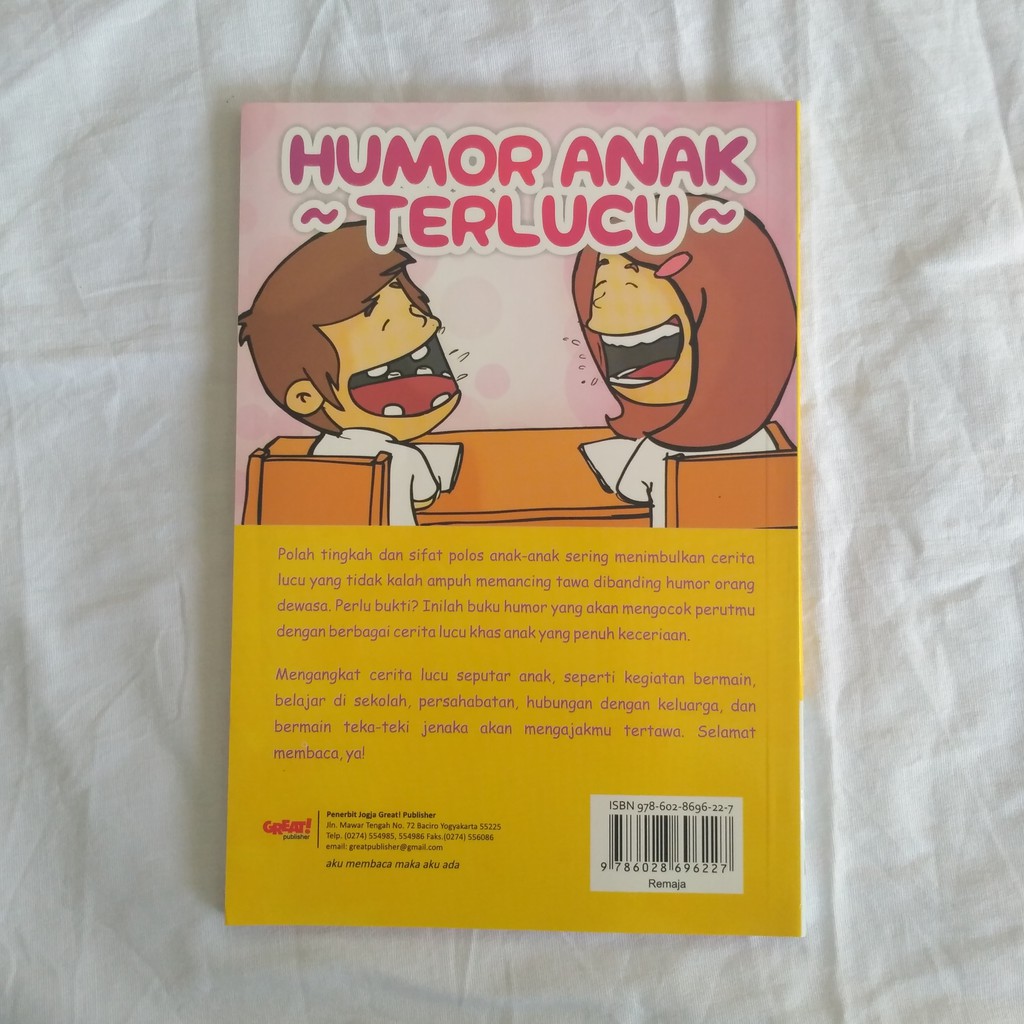 HUMOR ANAK
~ TERLUCU ~
Polah tingkah dan sifat polos anak-anak sering menimbulkan cerita
lucu yang tidak kalah ampuh memancing tawa dibanding humor orang
dewasa. Perlu bukti? Inilah buku humor yang akan mengocok perutmu
dengan berbagai cerita lucu khas anak yang penuh keceriaan.
Mengangkat cerita lucu seputar anak, seperti kegiatan bermain,
belajar di sekolah, persahabatan, hubungan dengan keluarga, dan
bermain teka-teki jenaka akan mengajakmu tertawa. Selamat
membaca, ya!
GREAT!
publisher
Penerbit Jogja Great! Publisher
Jln. Mawar Tengah No. 72 Baciro Yogyakarta 55225
Telp. (0274) 554985, 554986 Faks.(0274) 556086
email: greatpublisher@gmail.com
aku membaca maka aku ada
ISBN 978-602-8696-22-7
9 786028 696227
Remaja